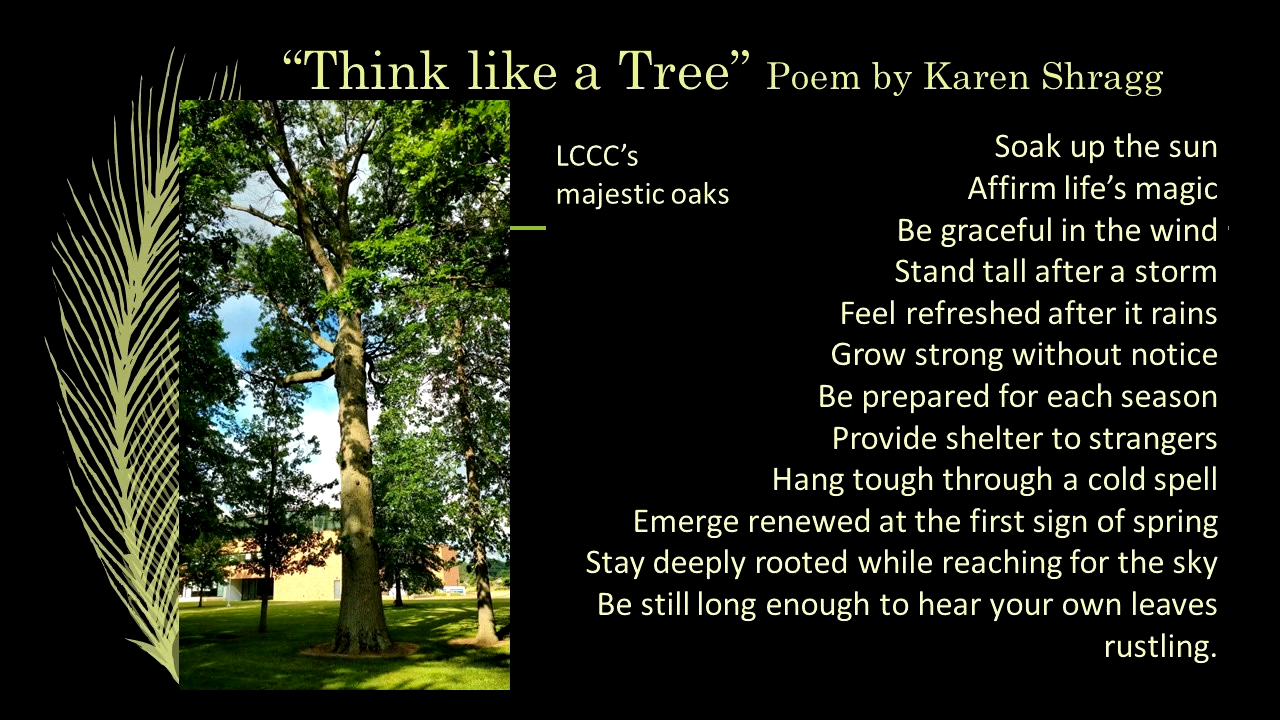 “Think like a Tree” Poem by Karen Shragg
LCCC’s
majestic oaks
Soak up the sun
Affirm life’s magic
Be graceful in the wind
Stand tall after a storm
Feel refreshed after it rains
Grow strong without notice
Be prepared for each season
Provide shelter to strangers
Hang tough through a cold spell
Emerge renewed at the first sign of spring
Stay deeply rooted while reaching for the sky
Be still long enough to hear your own leaves
rustling.